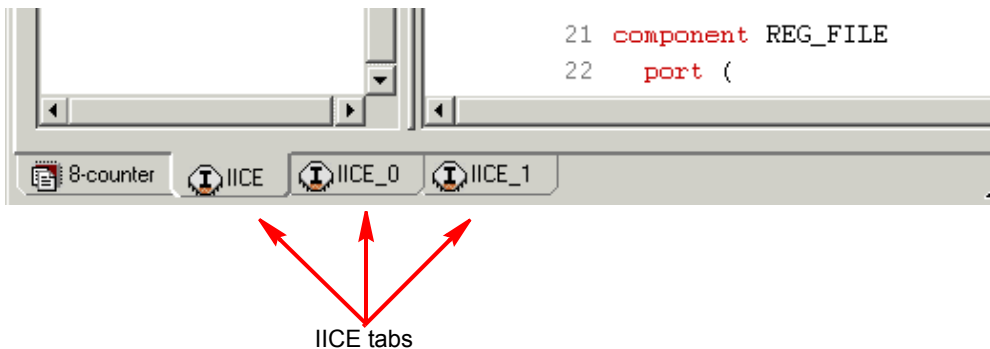 21 component REG_FILE
22 port (
8-counter IICE IICE_0 IICE_1
IICE tabs